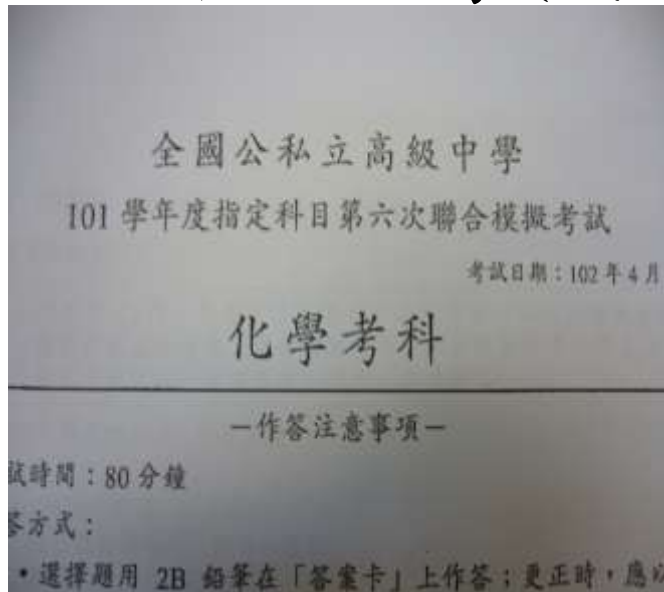 全國公私立高級中學
101 學年度指定科目第六次聯合模擬考試
考試日期：102 年 4 月
化學考科
－作答注意事項－
試時間：80 分鐘
答方式：
・選擇題用 2B 鉛筆在「答案卡」上作答；更正時，應